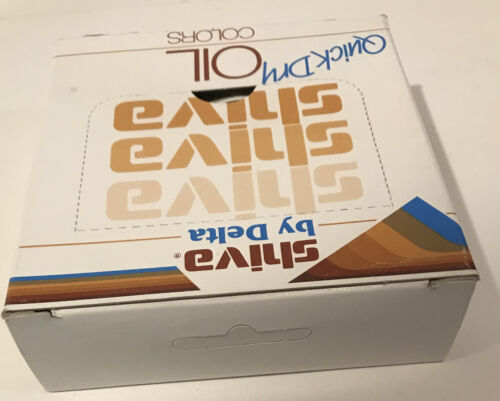 shiva®
by Delta
shiva
shiva
shiva
Quick Dry
OIL
COLORS